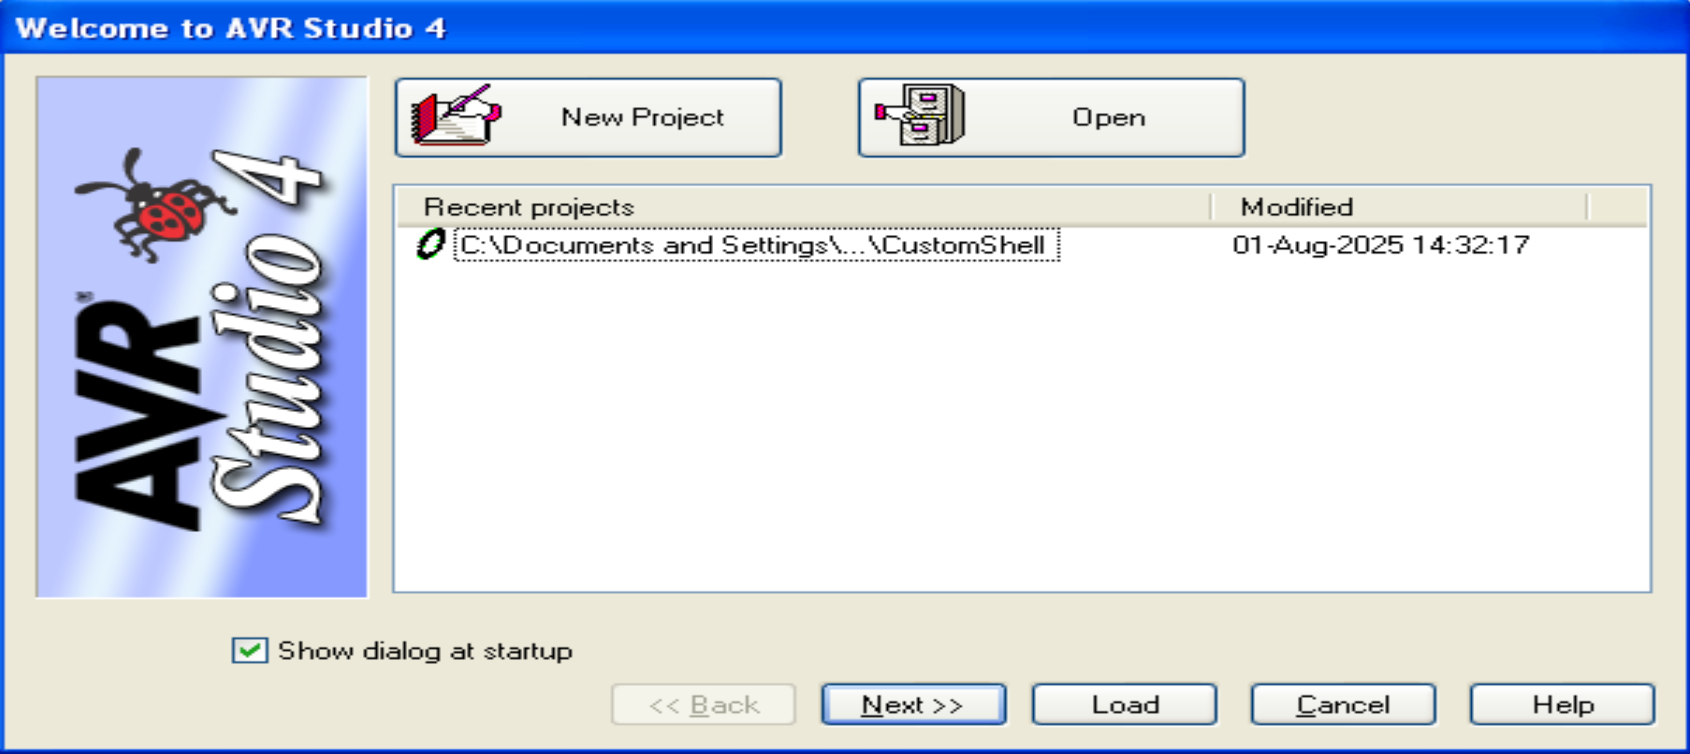 Welcome to AVR Studio 4
AVR®
Studio 4
New Project
Open
Recent projects Modified
C:\Documents and Settings\...\CustomShell 01-Aug-2025 14:32:17
Show dialog at startup
<< Back Next >> Load Cancel Help